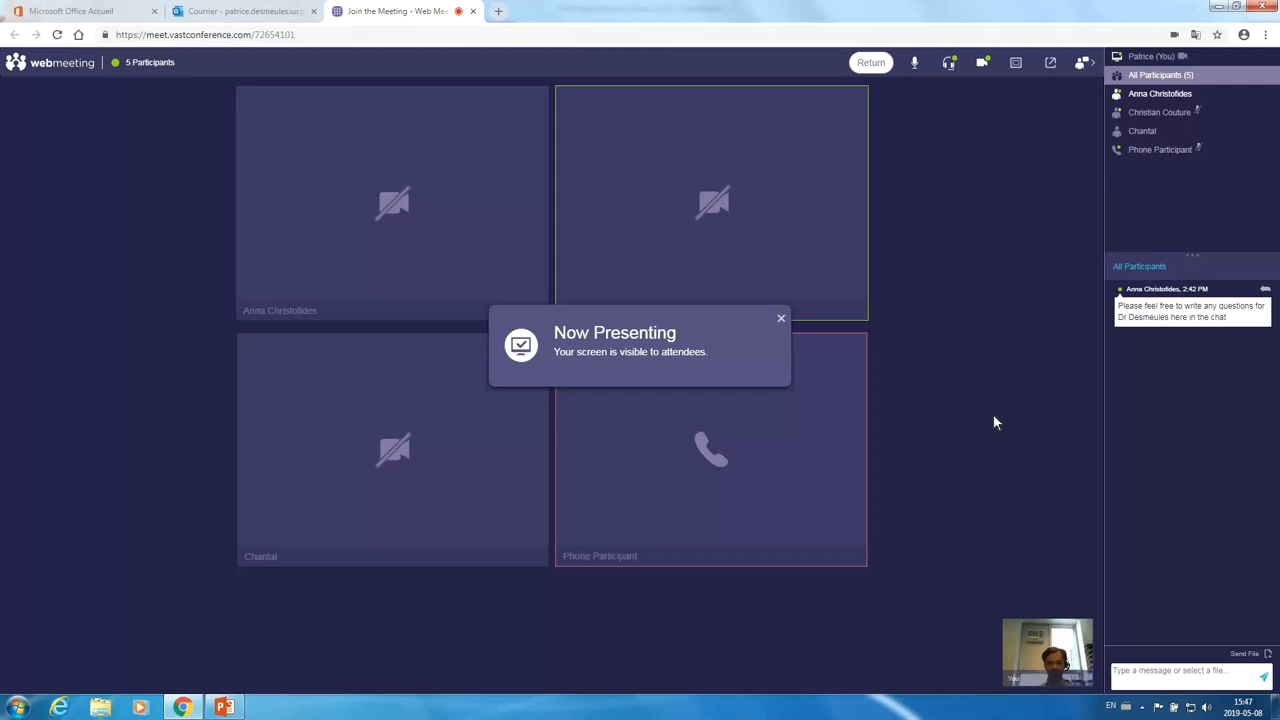 Microsoft Office Accueil
Courrier - patrice.desmeules.iucp
Join the Meeting - Web Mee
https://meet.vastconference.com/72654101
webmeeting
5 Participants
Return
Patrice (You)
All Participants (5)
Anna Christofides
Christian Couture
Chantal
Phone Participant
All Participants
Anna Christofides, 2:42 PM
Please feel free to write any questions for
Dr Desmeules here in the chat
Anna Christofides
Now Presenting
Your screen is visible to attendees.
Chantal
Phone Participant
You
Send File
Type a message or select a file...
EN
15:47
2019-05-08